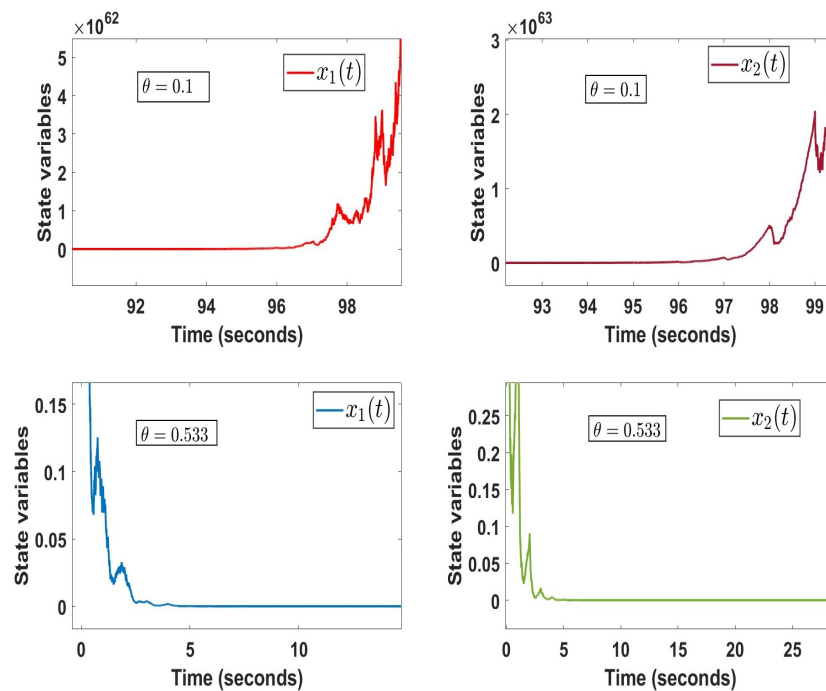 ×10^62
5
4
3
2
1
0
State variables
θ = 0.1
x₁(t)
92
94
96
98
Time (seconds)
×10^63
3
2
1
0
State variables
θ = 0.1
x₂(t)
93
94
95
96
97
98
99
Time (seconds)
0.15
0.1
0.05
0
State variables
θ = 0.533
x₁(t)
0
5
10
Time (seconds)
0.25
0.2
0.15
0.1
0.05
0
State variables
θ = 0.533
x₂(t)
0
5
10
15
20
25
Time (seconds)